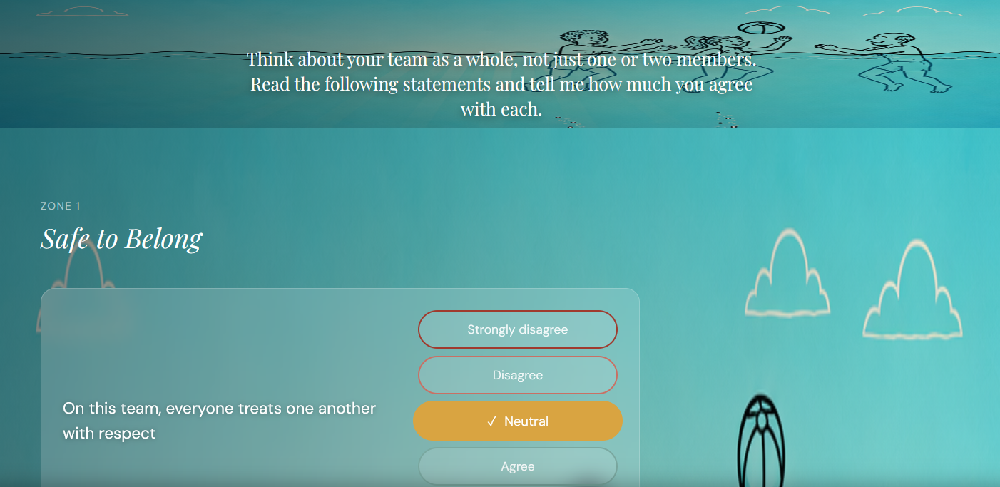 Think about your team as a whole, not just one or two members.
Read the following statements and tell me how much you agree
with each.
ZONE 1
Safe to Belong
Strongly disagree
Disagree
On this team, everyone treats one another
with respect
✓ Neutral
Agree